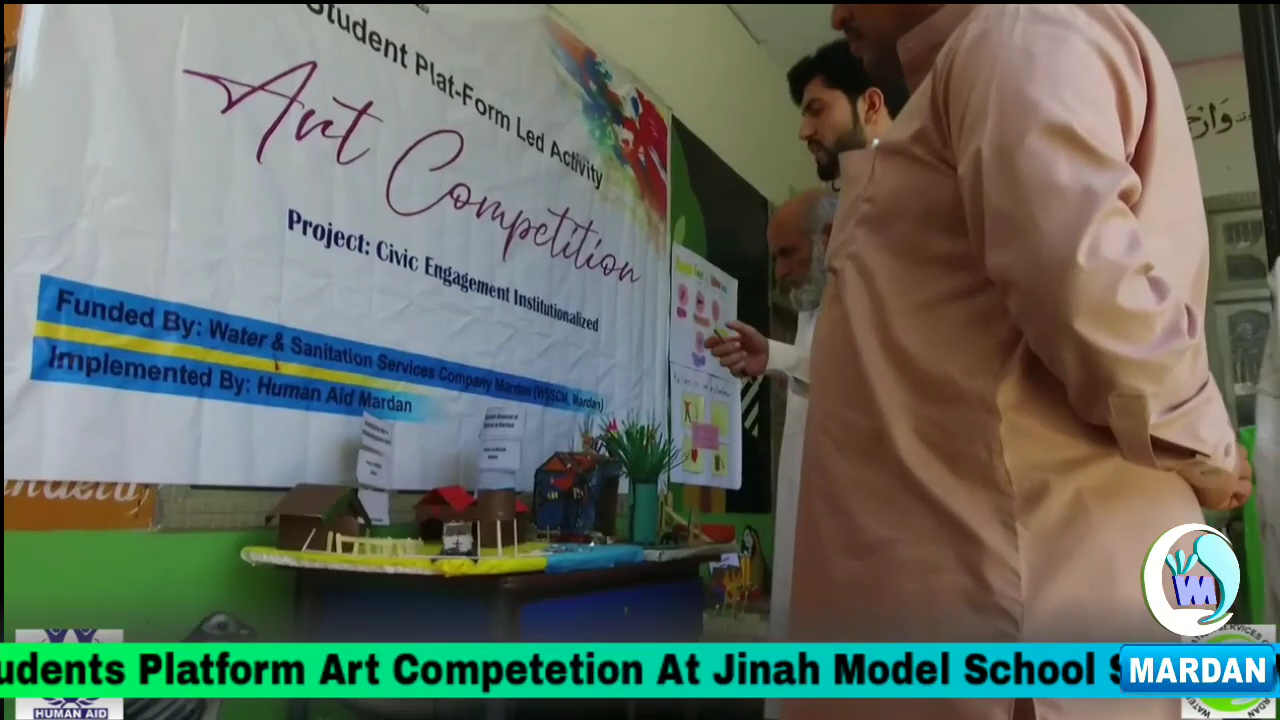 Student Plat-Form Led Activity
Art Competition
Project: Civic Engagement Institutionalized
Funded By: Water & Sanitation Services Company Mardan (WSSCM, Mardan)
Implemented By: Human Aid Mardan
udents Platform Art Competetion At Jinah Model School S
MARDAN
HUMAN AID